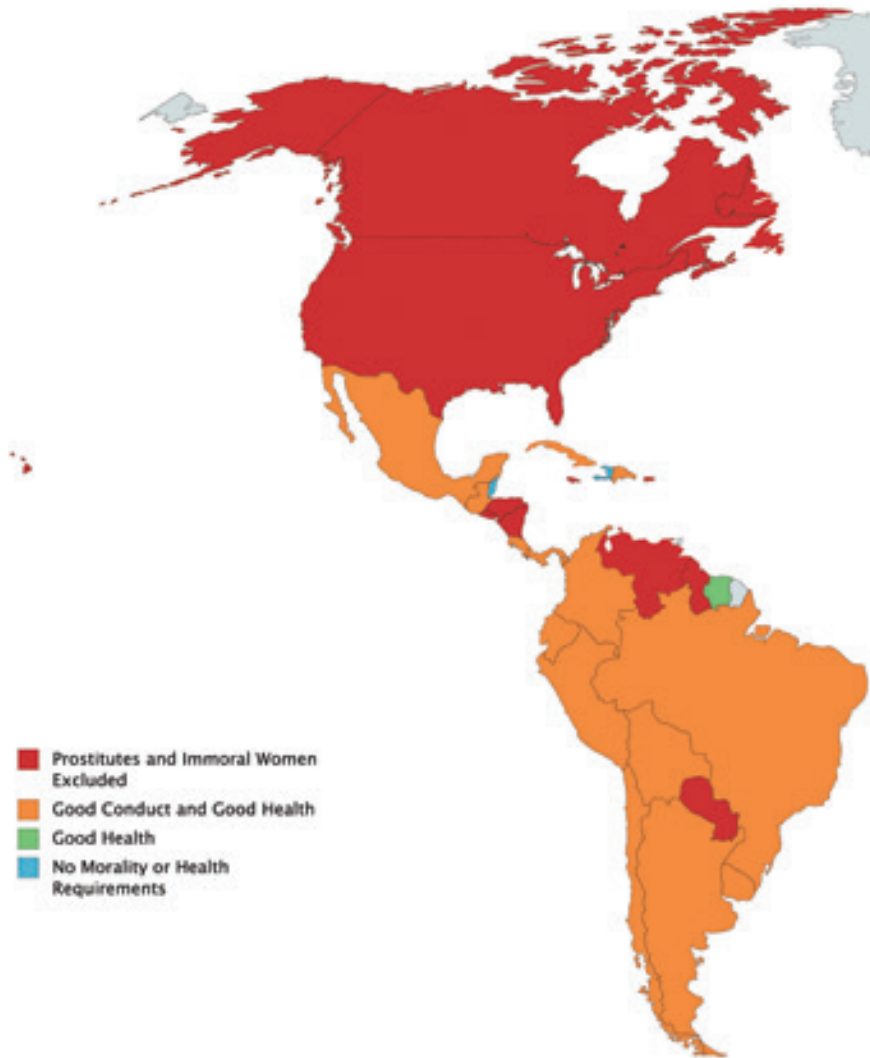 Prostitutes and Immoral Women
Excluded
Good Conduct and Good Health
Good Health
No Morality or Health
Requirements